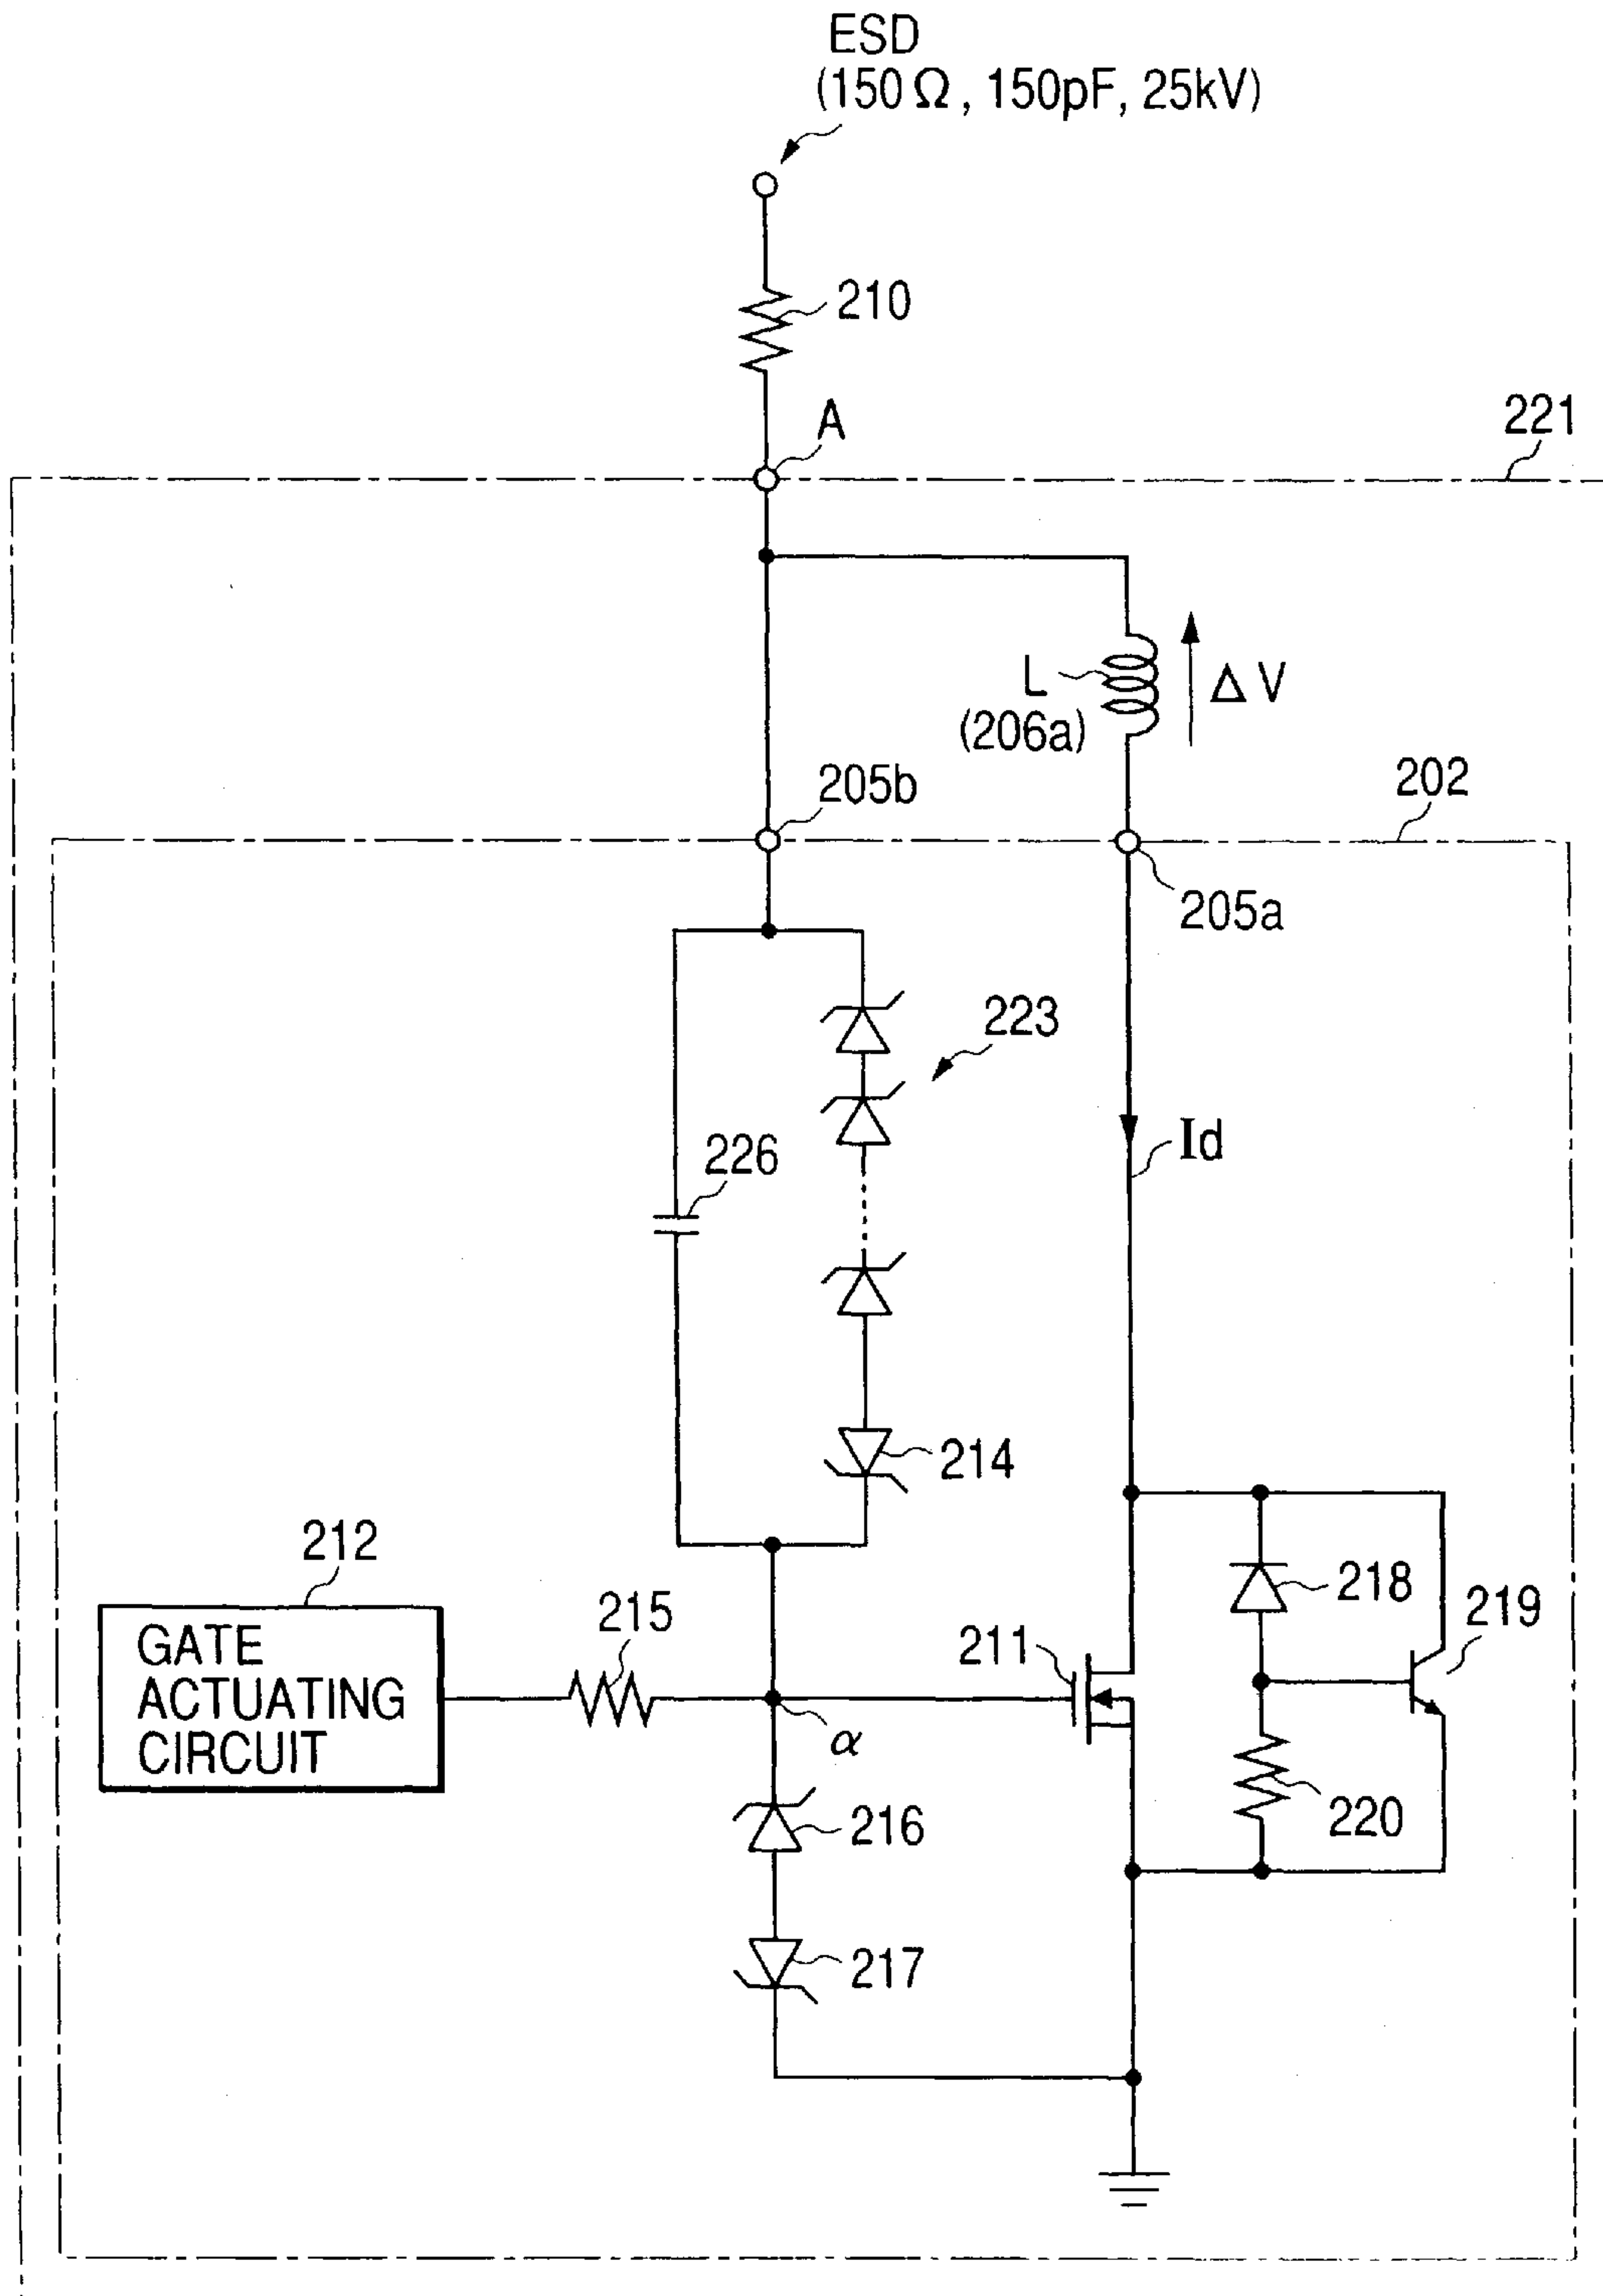 ESD
(150Ω, 150pF, 25kV)
210
A
221
L
(206a)
ΔV
205b
202
205a
223
226
Id
214
212
GATE
ACTUATING
CIRCUIT
215
211
218
219
α
216
220
217